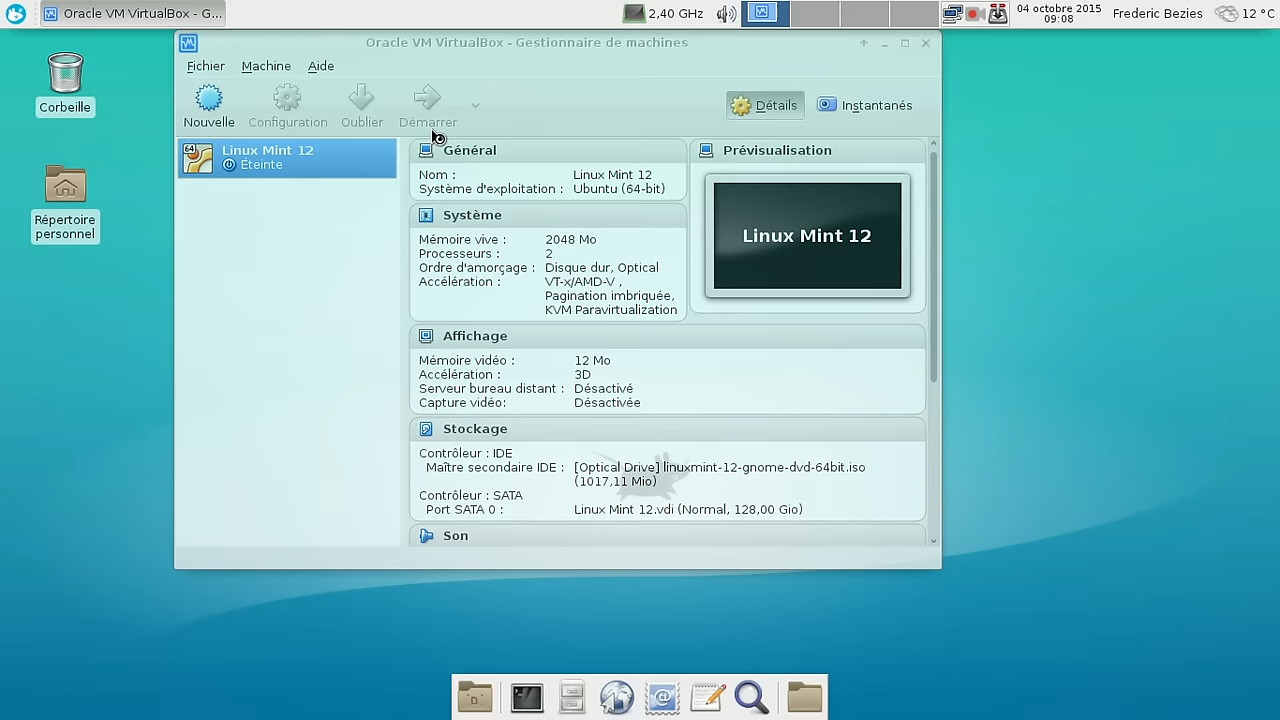 Oracle VM VirtualBox - G...
2,40 GHz
04 octobre 2015
09:08
Frederic Bezies
12 °C
Corbeille
Répertoire
personnel
Oracle VM VirtualBox - Gestionnaire de machines
Fichier Machine Aide
Nouvelle Configuration Oublier Démarrer
Détails Instantanés
64
Linux Mint 12
Éteinte
Général
Nom : Linux Mint 12
Système d'exploitation : Ubuntu (64-bit)
Système
Mémoire vive : 2048 Mo
Processeurs : 2
Ordre d'amorçage : Disque dur, Optical
Accélération : VT-x/AMD-V ,
Pagination imbriquée,
KVM Paravirtualization
Prévisualisation
Linux Mint 12
Affichage
Mémoire vidéo : 12 Mo
Accélération : 3D
Serveur bureau distant : Désactivé
Capture vidéo: Désactivée
Stockage
Contrôleur : IDE
Maître secondaire IDE : [Optical Drive] linuxmint-12-gnome-dvd-64bit.iso
(1017,11 Mio)
Contrôleur : SATA
Port SATA 0 : Linux Mint 12.vdi (Normal, 128,00 Gio)
Son